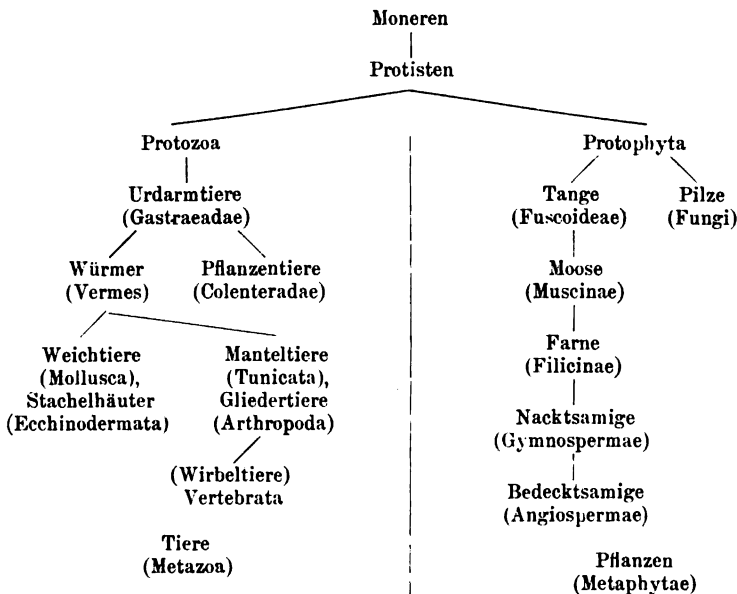 Moneren
Protisten
Protozoa
Protophyta
Urdarmtiere
(Gastraeadae)
Tange
(Fuscoideae)
Pilze
(Fungi)
Würmer
(Vermes)
Pflanzentiere
(Colenteradae)
Moose
(Muscinae)
Weichtiere
(Mollusca),
Stachelhäuter
(Ecchinodermata)
Manteltiere
(Tunicata),
Gliedertiere
(Arthropoda)
Farne
(Filicinae)
Nacktsamige
(Gymnospermae)
(Wirbeltiere)
Vertebrata
Bedecktsamige
(Angiospermae)
Tiere
(Metazoa)
Pflanzen
(Metaphytae)